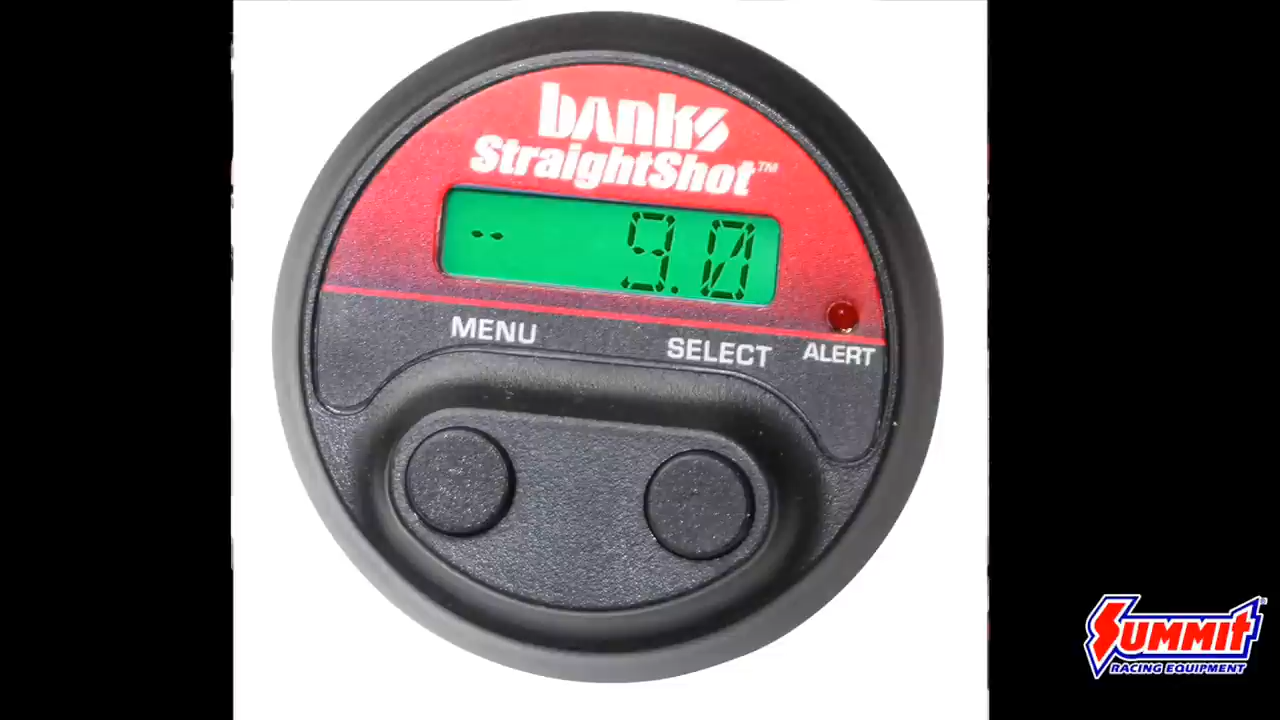 banks
StraightShot™
-- 9.0
MENU
SELECT
ALERT
SUMMIT®
RACING EQUIPMENT